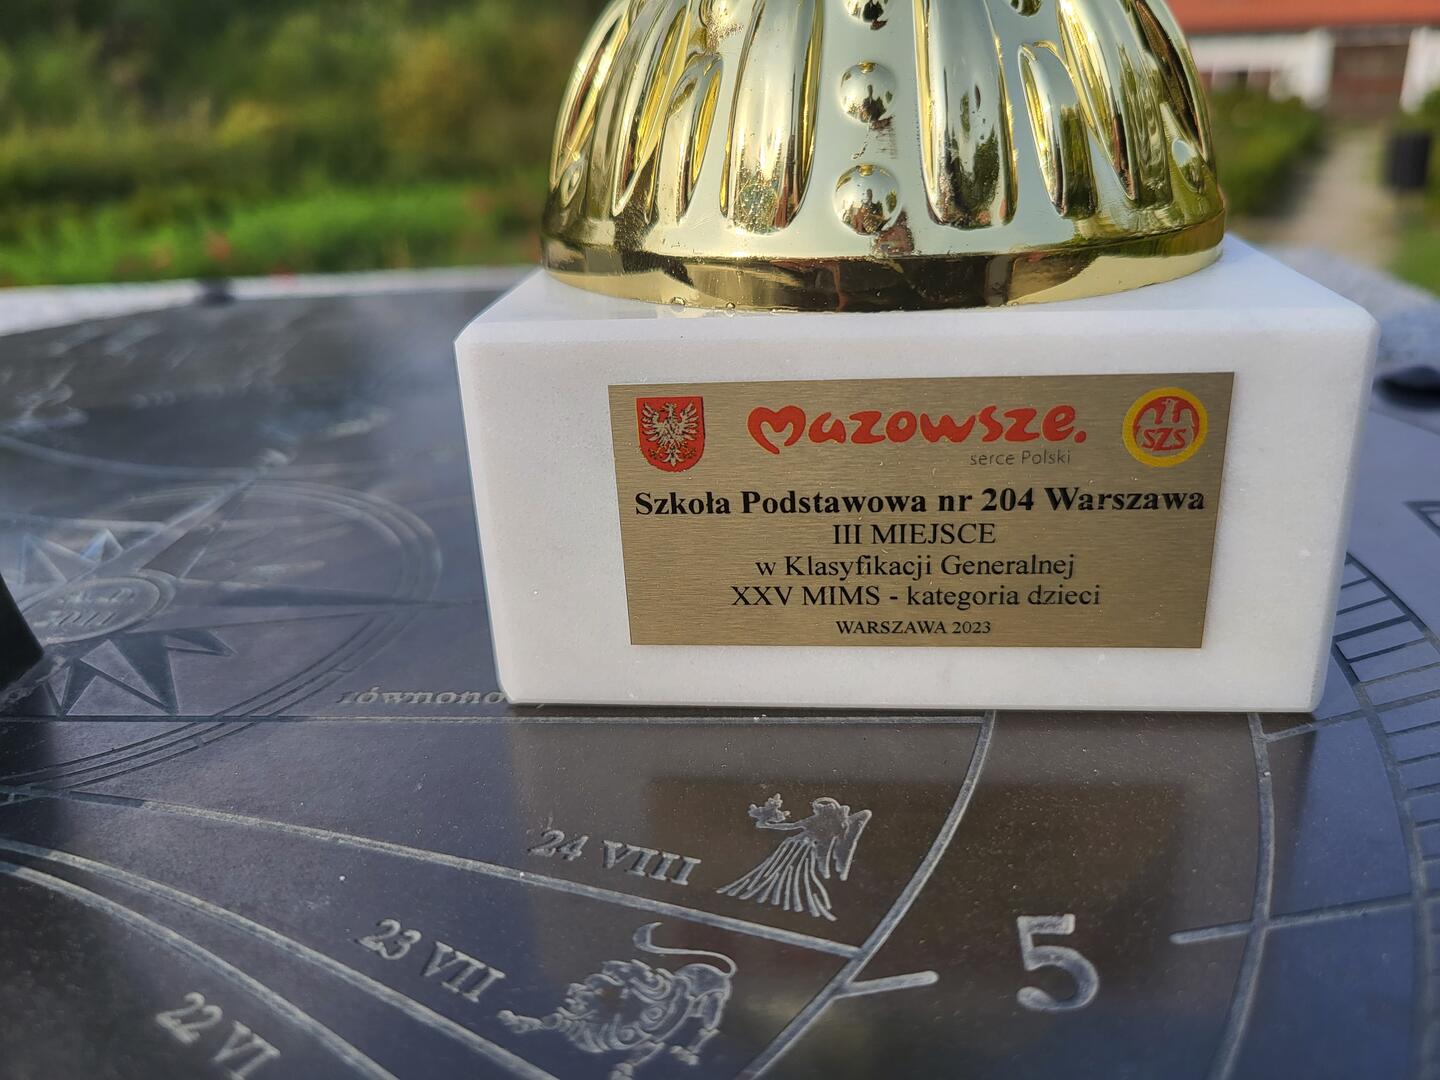 Mazowsze.
serce Polski
SZS
Szkoła Podstawowa nr 204 Warszawa
III MIEJSCE
w Klasyfikacji Generalnej
XXV MIMS - kategoria dzieci
WARSZAWA 2023
24 VIII
23 VII
22 VI
5